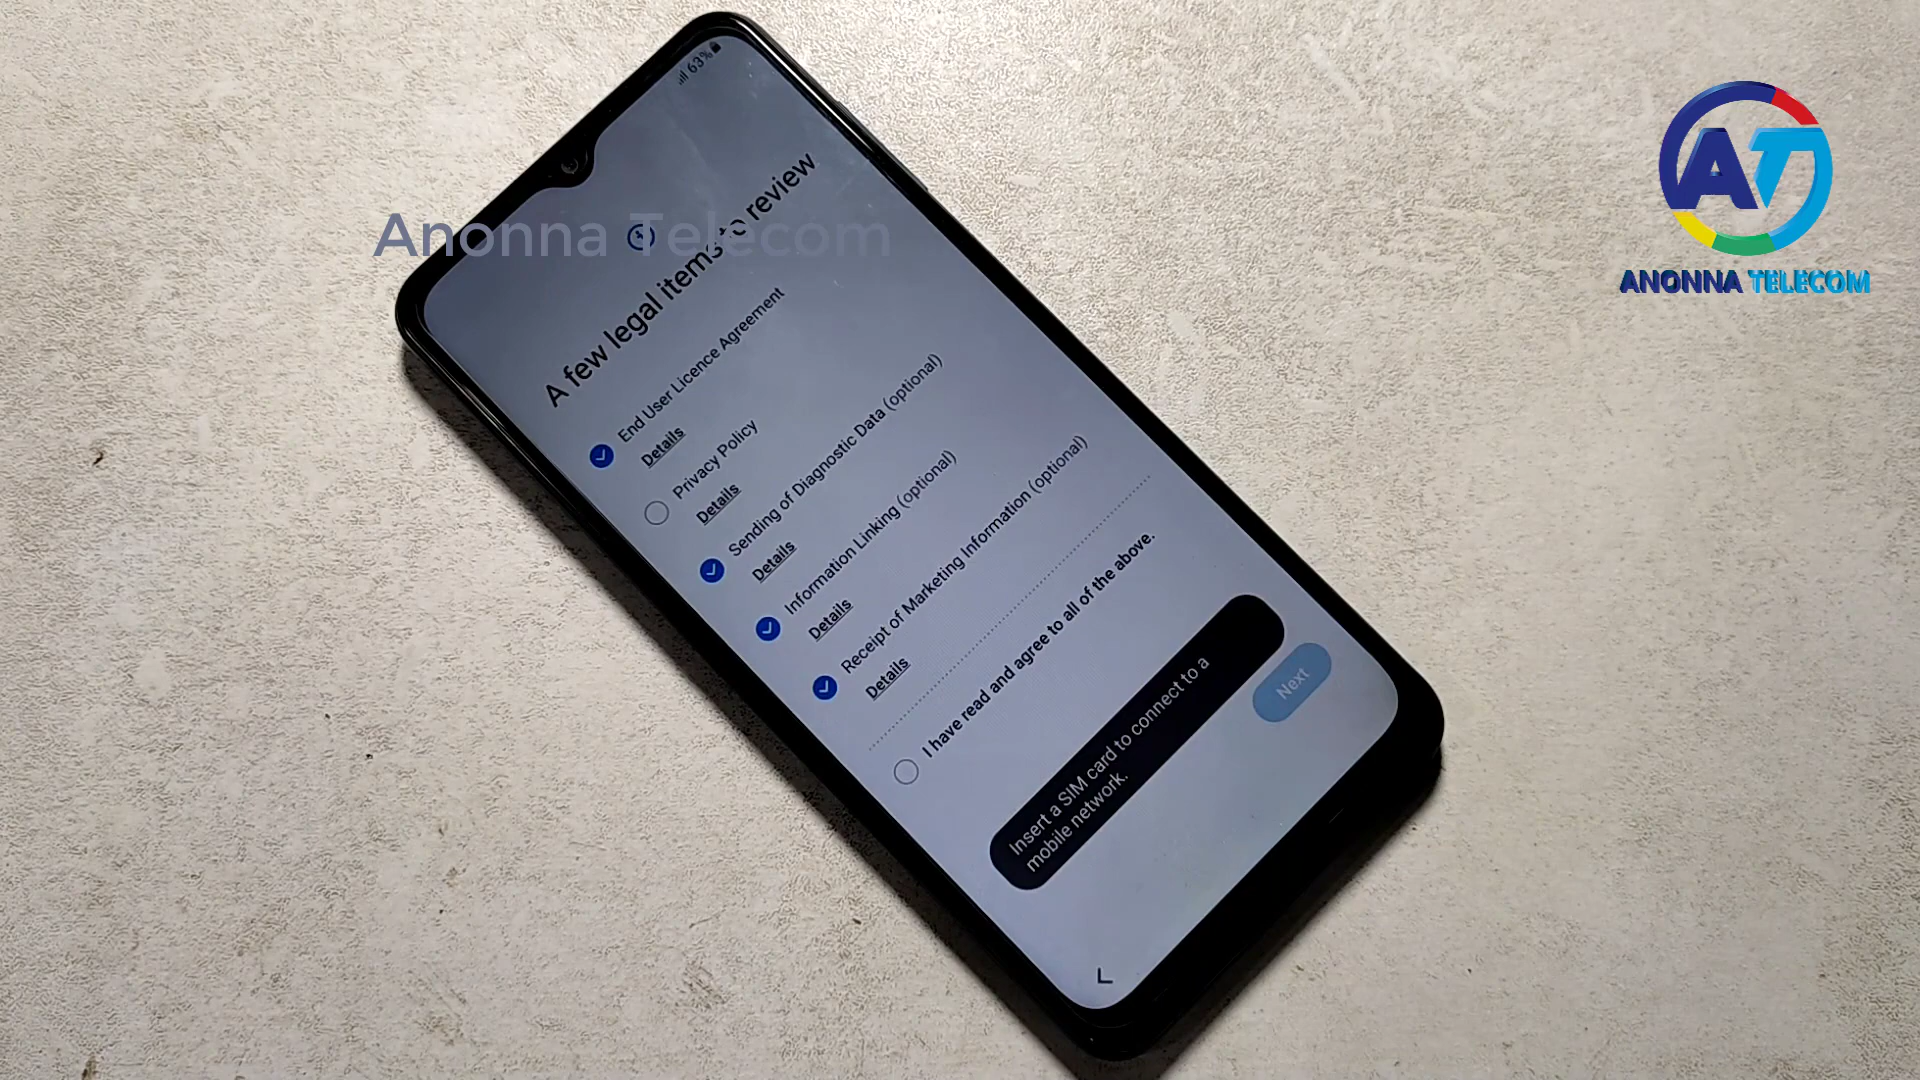 63%
A few legal items to review
End User Licence Agreement
Details
Privacy Policy
Details
Sending of Diagnostic Data (optional)
Details
Information Linking (optional)
Details
Receipt of Marketing Information (optional)
Details
I have read and agree to all of the above.
Insert a SIM card to connect to a
mobile network.
Next
Anonna Telecom
AT
ANONNA TELECOM